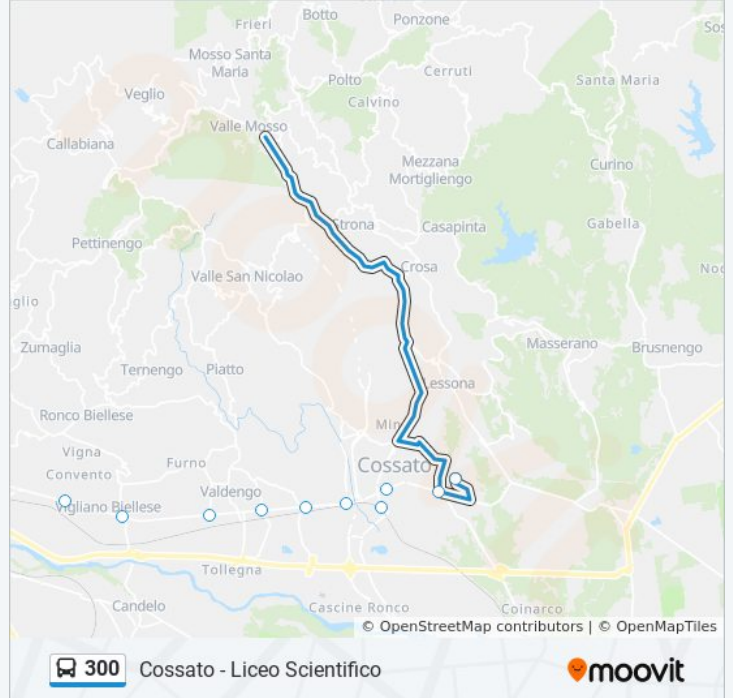 Botto
Ponzone
Frieri
Mosso Santa
Maria
Polto
Cerruti
Santa Maria
Veglio
Calvino
Valle Mosso
Callabiana
Mezzana
Mortigliengo
Curino
Strona
Casapinta
Gabella
Pettinengo
Valle San Nicolao
Crosa
Noc
glio
Zumaglia
Masserano
Brusnengo
Ternengo
Piatto
Lessona
Ronco Biellese
Min
Vigna
Furno
Cossato
Convento
Valdengo
Vigliano Biellese
Tollegna
Candelo
Cascine Ronco
Coinarco
© OpenStreetMap contributors | © OpenMapTiles
300 Cossato - Liceo Scientifico
moovit